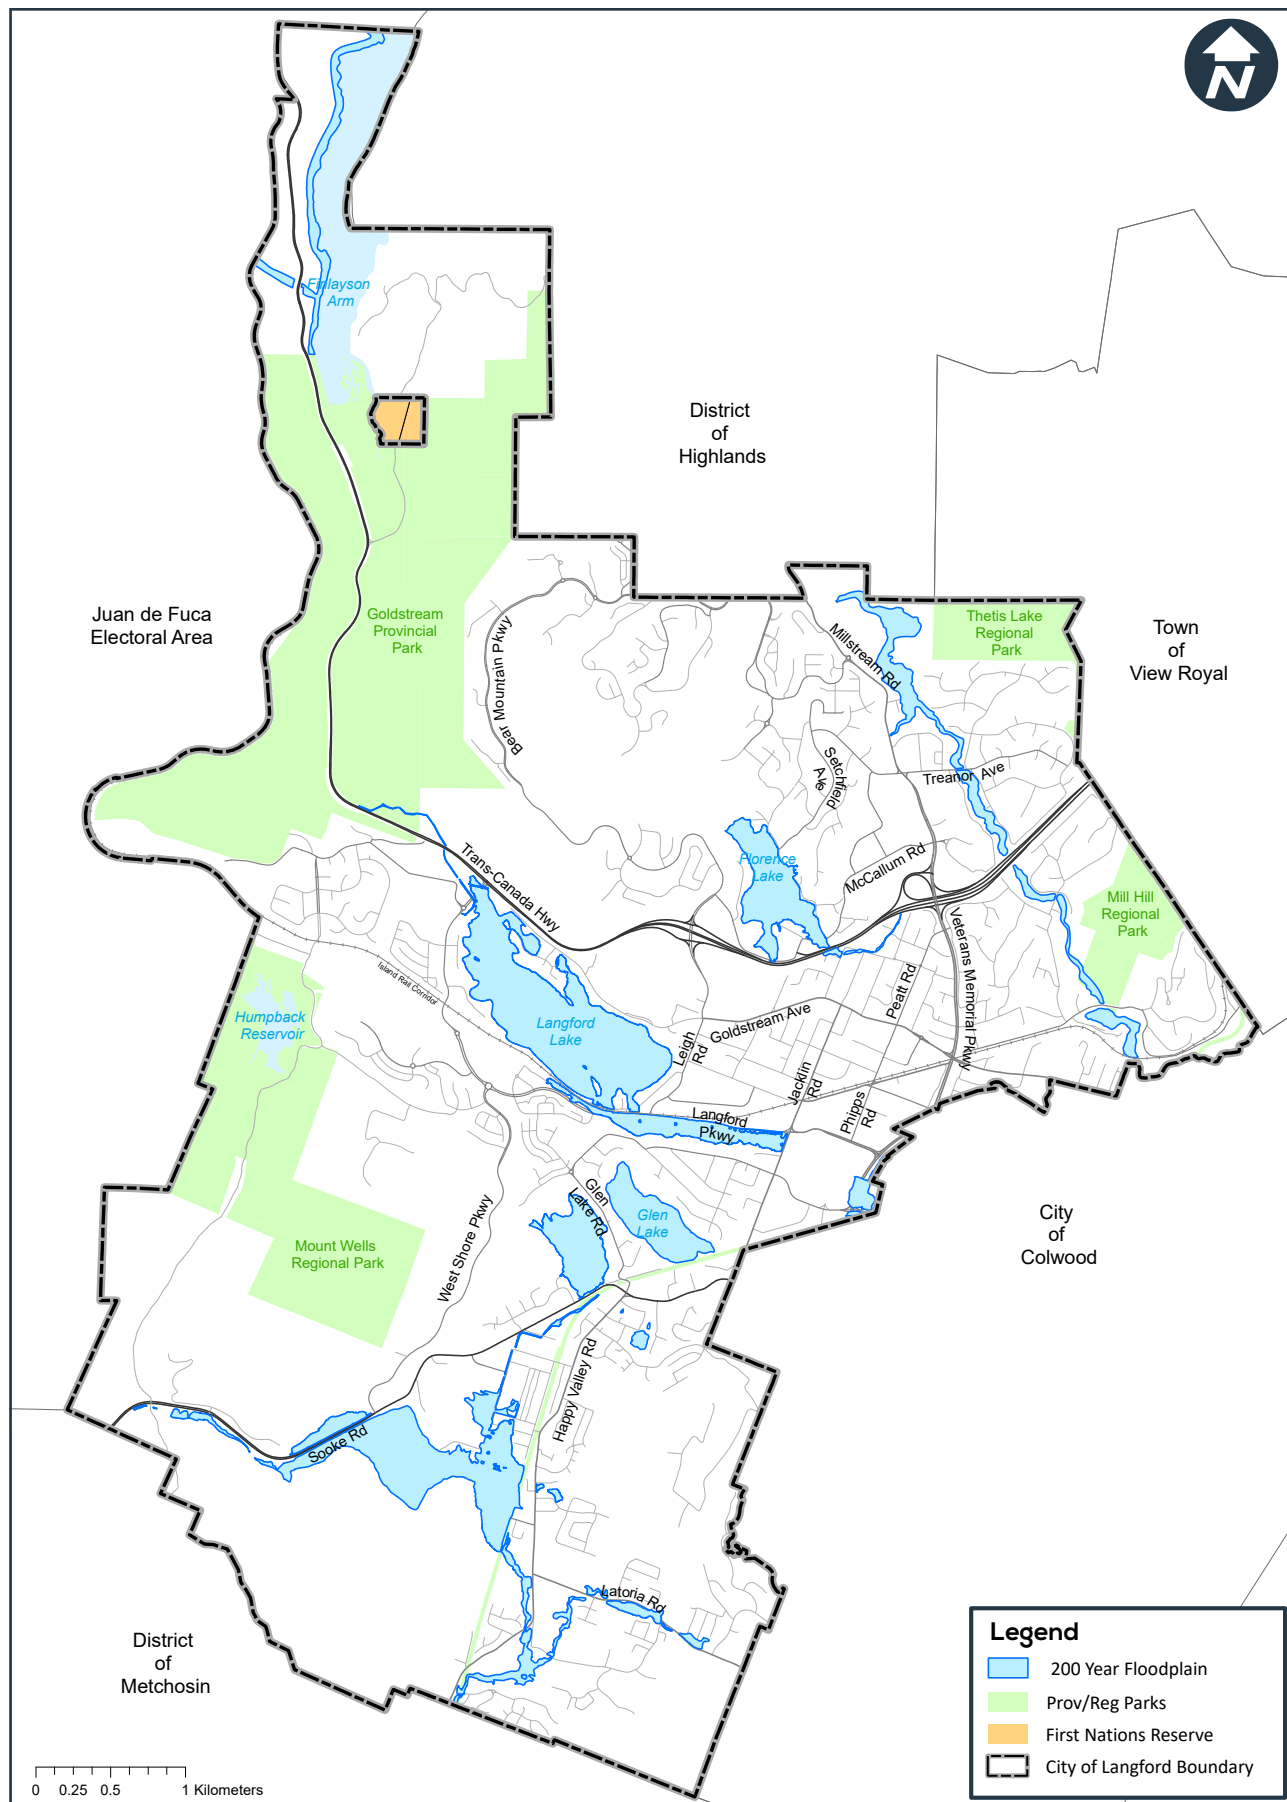 N
Finlayson
Arm
District
of
Highlands
Juan de Fuca
Electoral Area
Goldstream
Provincial
Park
Bear Mountain Pkwy
Millstream Rd
Thetis Lake
Regional
Park
Town
of
View Royal
Setchfield
Ave
Treanor Ave
Trans-Canada Hwy
Florence
Lake
McCallum Rd
Mill Hill
Regional
Park
Veterans Memorial Pkwy
Island Rail Corridor
Peatt Rd
Humpback
Reservoir
Langford
Lake
Leigh
Rd
Goldstream Ave
Jacklin
Rd
Phipps
Rd
Langford
Pkwy
Glen
Lake Rd
Glen
Lake
City
of
Colwood
West Shore Pkwy
Mount Wells
Regional Park
Happy Valley Rd
Sooke Rd
Latoria Rd
District
of
Metchosin
Legend
200 Year Floodplain
Prov/Reg Parks
First Nations Reserve
City of Langford Boundary
0 0.25 0.5 1 Kilometers